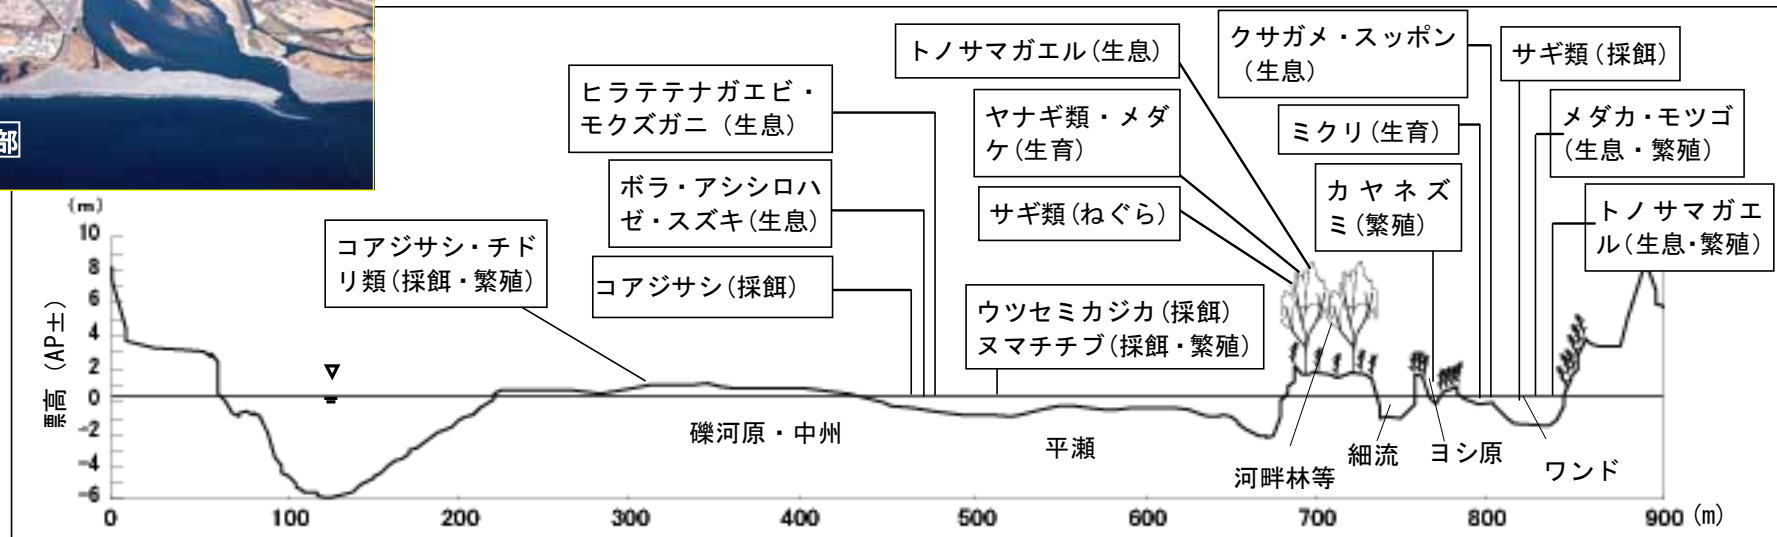 部
トノサマガエル(生息)
クサガメ・スッポン
(生息)
サギ類(採餌)
ヒラテテナガエビ・
モクズガニ(生息)
ヤナギ類・メダ
ケ(生育)
ミクリ(生育)
メダカ・モツゴ
(生息・繁殖)
ボラ・アシシロハ
ゼ・スズキ(生息)
サギ類(ねぐら)
カヤネズ
ミ(繁殖)
トノサマガエ
ル(生息・繁殖)
コアジサシ・チド
リ類(採餌・繁殖)
コアジサシ(採餌)
ウツセミカジカ(採餌)
ヌマチチブ(採餌・繁殖)
(m)
10
8
6
4
2
0
-2
-4
-6
標高(AP±)
礫河原・中州
平瀬
河畔林等
細流
ヨシ原
ワンド
0
100
200
300
400
500
600
700
800
900 (m)